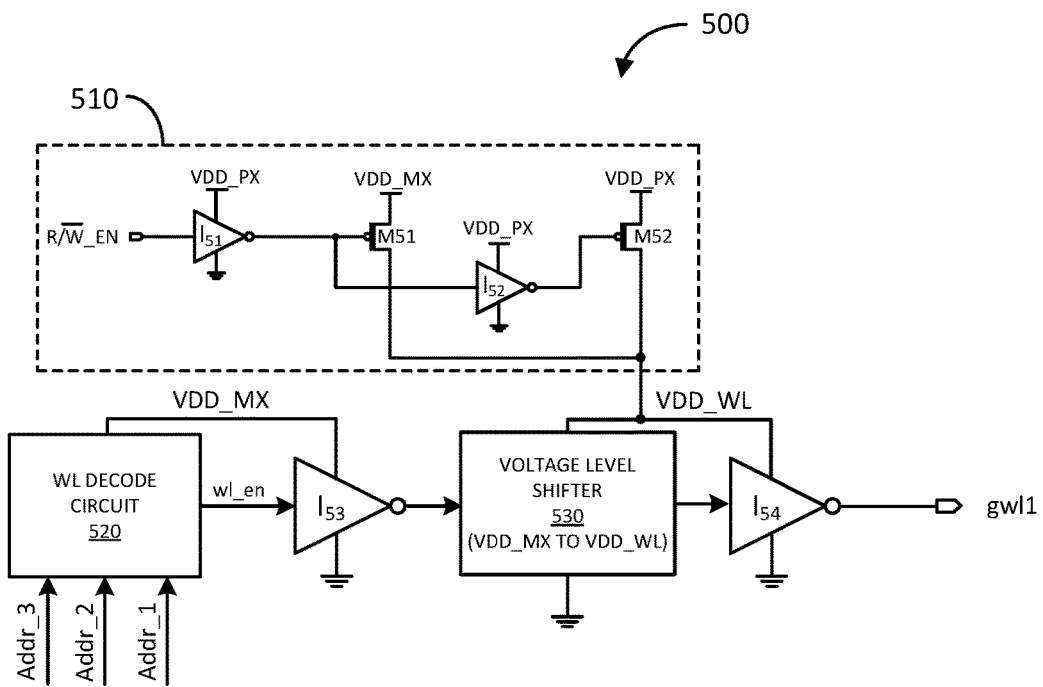 500
510
VDD_PX
VDD_MX
VDD_PX
R/W̅_EN
I51
M51
VDD_PX
M52
I52
VDD_MX
VDD_WL
WL DECODE
CIRCUIT
520
wl_en
I53
VOLTAGE LEVEL
SHIFTER
530
(VDD_MX TO VDD_WL)
I54
gwl1
Addr_3
Addr_2
Addr_1